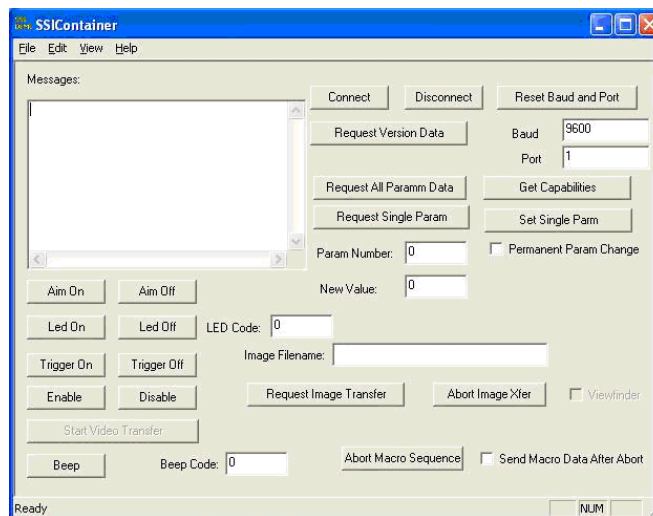 SSIContainer
File Edit View Help
Messages:
Connect Disconnect Reset Baud and Port
Request Version Data Baud 9600
Port 1
Request All Paramm Data Get Capabilities
Request Single Param Set Single Parm
Param Number: 0 Permanent Param Change
New Value: 0
Aim On Aim Off
Led On Led Off LED Code: 0
Image Filename:
Trigger On Trigger Off
Enable Disable Request Image Transfer Abort Image Xfer Viewfinder
Start Video Transfer
Beep Beep Code: 0 Abort Macro Sequence Send Macro Data After Abort
Ready NUM